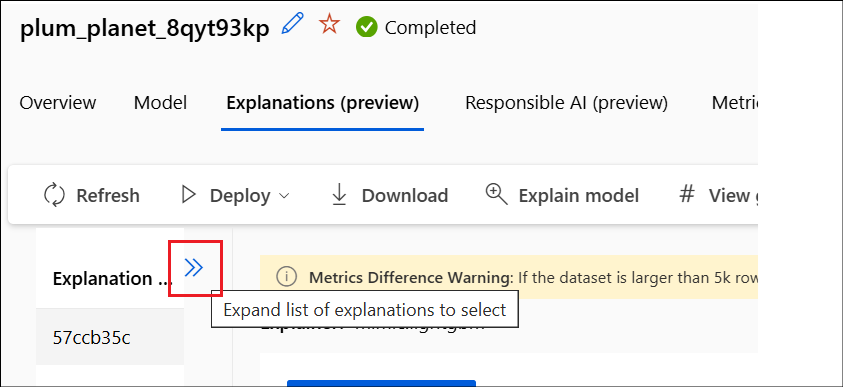 plum_planet_8qyt93kp Completed
Overview Model Explanations (preview) Responsible AI (preview) Metric
Refresh Deploy Download Explain model # View g
Explanation ...
Metrics Difference Warning: If the dataset is larger than 5k row
Expand list of explanations to select
57ccb35c